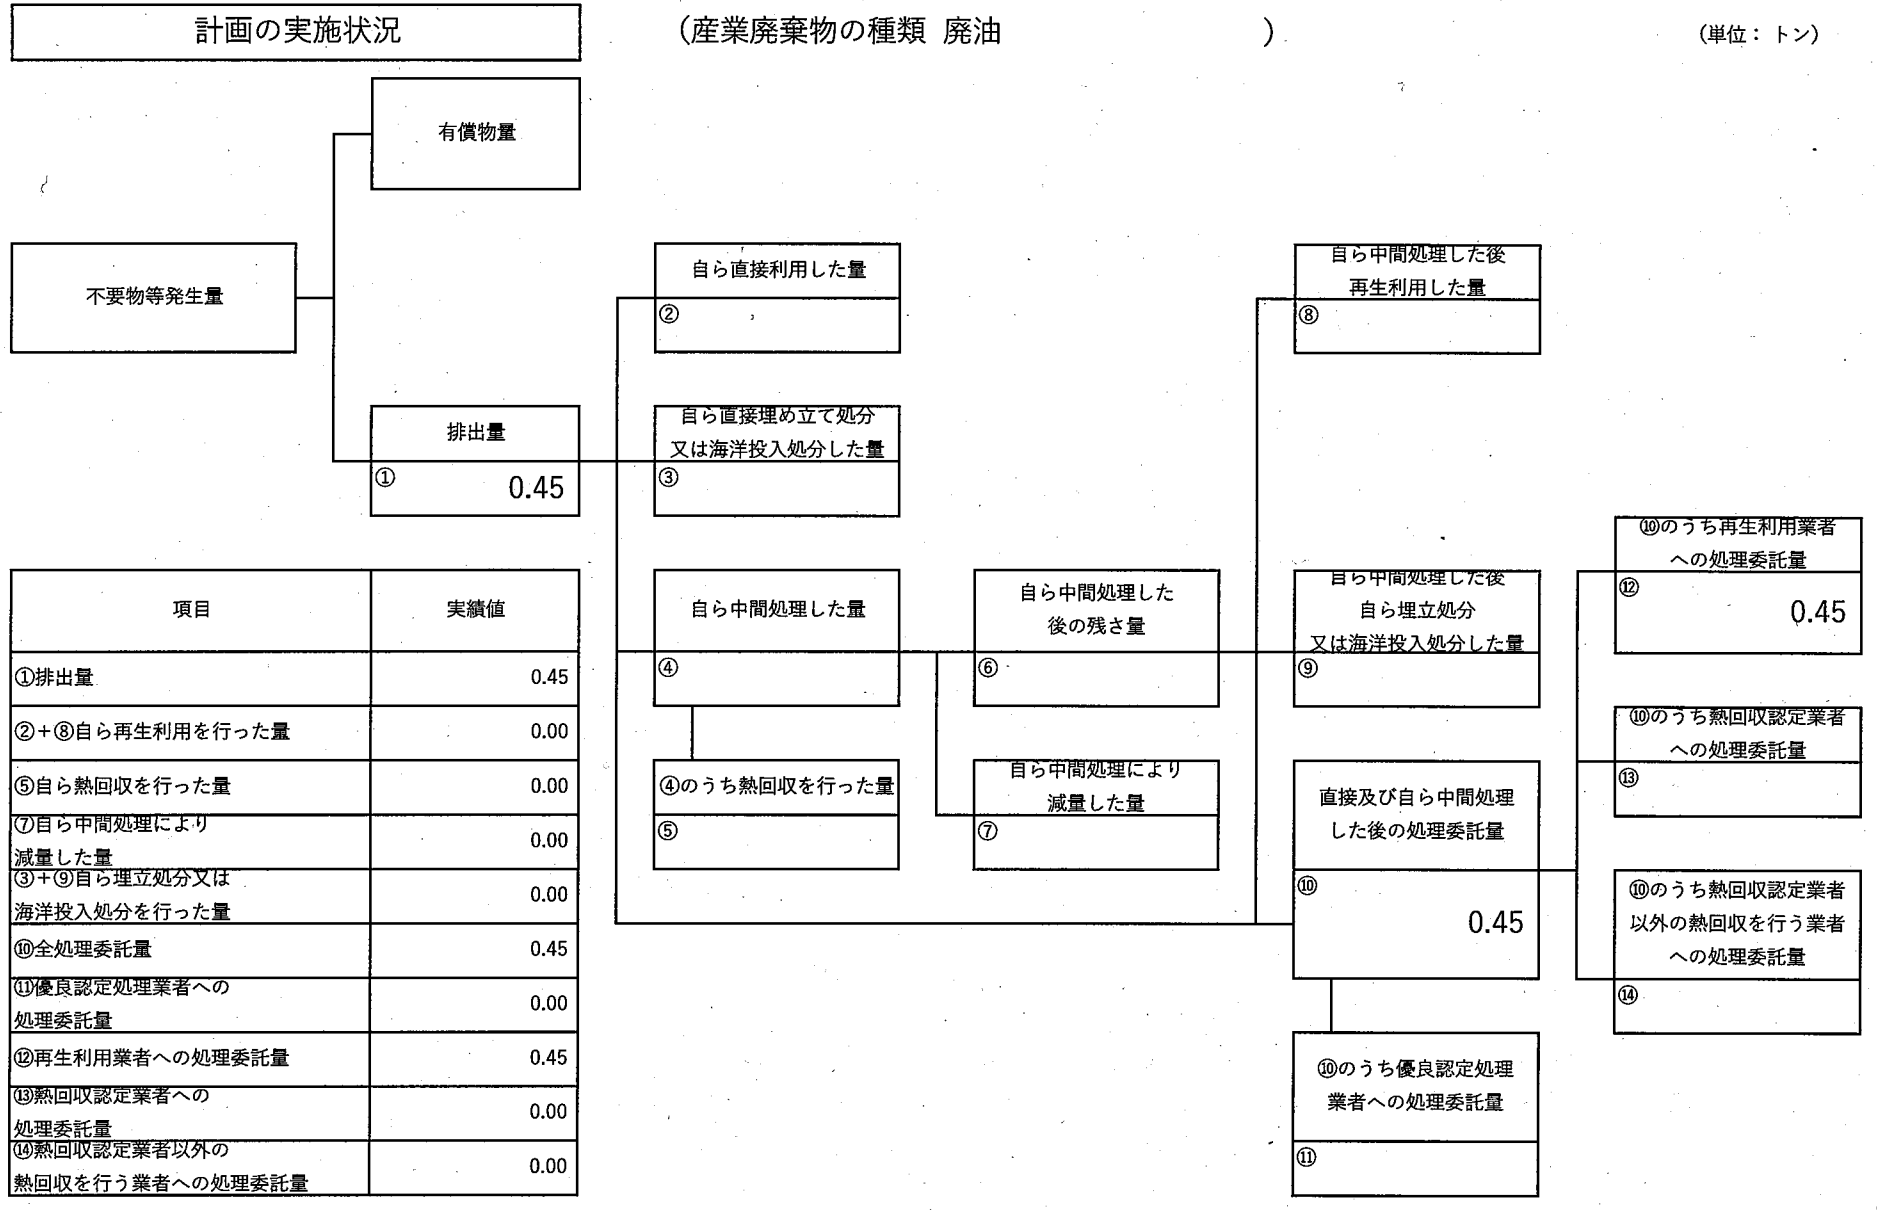 計画の実施状況
（産業廃棄物の種類 廃油 ）
（単位： トン）
有償物量
不要物等発生量
排出量
①
0.45
自ら直接利用した量
②
自ら直接埋め立て処分
又は海洋投入処分した量
③
自ら中間処理した量
④
④のうち熱回収を行った量
⑤
自ら中間処理した
後の残さ量
⑥
自ら中間処理により
減量した量
⑦
自ら中間処理した後
再生利用した量
⑧
自ら中間処理した後
自ら埋立処分
又は海洋投入処分した量
⑨
直接及び自ら中間処理
した後の処理委託量
⑩
0.45
⑩のうち優良認定処理
業者への処理委託量
⑪
⑩のうち再生利用業者
への処理委託量
⑫
0.45
⑩のうち熱回収認定業者
への処理委託量
⑬
⑩のうち熱回収認定業者
以外の熱回収を行う業者
への処理委託量
⑭
項目 実績値
①排出量 0.45
②＋⑧自ら再生利用を行った量 0.00
⑤自ら熱回収を行った量 0.00
⑦自ら中間処理により
減量した量 0.00
③＋⑨自ら埋立処分又は
海洋投入処分を行った量 0.00
⑩全処理委託量 0.45
⑪優良認定処理業者への
処理委託量 0.00
⑫再生利用業者への処理委託量 0.45
⑬熱回収認定業者への
処理委託量 0.00
⑭熱回収認定業者以外の
熱回収を行う業者への処理委託量 0.00